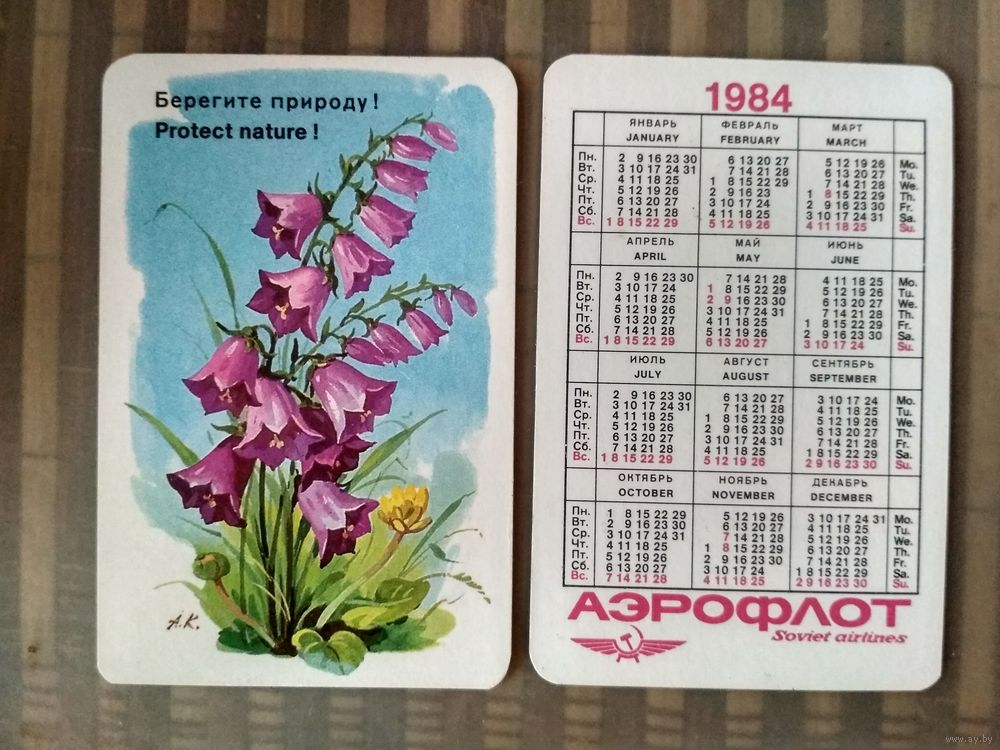 Берегите природу !
Protect nature !
А.К.
1984
ЯНВАРЬ ФЕВРАЛЬ МАРТ
JANUARY FEBRUARY MARCH
Пн. 2 9 16 23 30 6 13 20 27 5 12 19 26 Mo.
Вт. 3 10 17 24 31 7 14 21 28 6 13 20 27 Tu.
Ср. 4 11 18 25 1 8 15 22 29 7 14 21 28 We.
Чт. 5 12 19 26 2 9 16 23 1 8 15 22 29 Th.
Пт. 6 13 20 27 3 10 17 24 2 9 16 23 30 Fr.
Сб. 7 14 21 28 4 11 18 25 3 10 17 24 31 Sa.
Вс. 1 8 15 22 29 5 12 19 26 4 11 18 25 Su.
АПРЕЛЬ МАЙ ИЮНЬ
APRIL MAY JUNE
Пн. 2 9 16 23 30 7 14 21 28 4 11 18 25 Mo.
Вт. 3 10 17 24 1 8 15 22 29 5 12 19 26 Tu.
Ср. 4 11 18 25 2 9 16 23 30 6 13 20 27 We.
Чт. 5 12 19 26 3 10 17 24 31 7 14 21 28 Th.
Пт. 6 13 20 27 4 11 18 25 1 8 15 22 29 Fr.
Сб. 7 14 21 28 5 12 19 26 2 9 16 23 30 Sa.
Вс. 1 8 15 22 29 6 13 20 27 3 10 17 24 Su.
ИЮЛЬ АВГУСТ СЕНТЯБРЬ
JULY AUGUST SEPTEMBER
Пн. 2 9 16 23 30 6 13 20 27 3 10 17 24 Mo.
Вт. 3 10 17 24 31 7 14 21 28 4 11 18 25 Tu.
Ср. 4 11 18 25 1 8 15 22 29 5 12 19 26 We.
Чт. 5 12 19 26 2 9 16 23 30 6 13 20 27 Th.
Пт. 6 13 20 27 3 10 17 24 31 7 14 21 28 Fr.
Сб. 7 14 21 28 4 11 18 25 1 8 15 22 29 Sa.
Вс. 1 8 15 22 29 5 12 19 26 2 9 16 23 30 Su.
ОКТЯБРЬ НОЯБРЬ ДЕКАБРЬ
OCTOBER NOVEMBER DECEMBER
Пн. 1 8 15 22 29 5 12 19 26 3 10 17 24 31 Mo.
Вт. 2 9 16 23 30 6 13 20 27 4 11 18 25 Tu.
Ср. 3 10 17 24 31 7 14 21 28 5 12 19 26 We.
Чт. 4 11 18 25 1 8 15 22 29 6 13 20 27 Th.
Пт. 5 12 19 26 2 9 16 23 30 7 14 21 28 Fr.
Сб. 6 13 20 27 3 10 17 24 1 8 15 22 29 Sa.
Вс. 7 14 21 28 4 11 18 25 2 9 16 23 30 Su.
АЭРОФЛОТ
Soviet airlines
www.ay.by